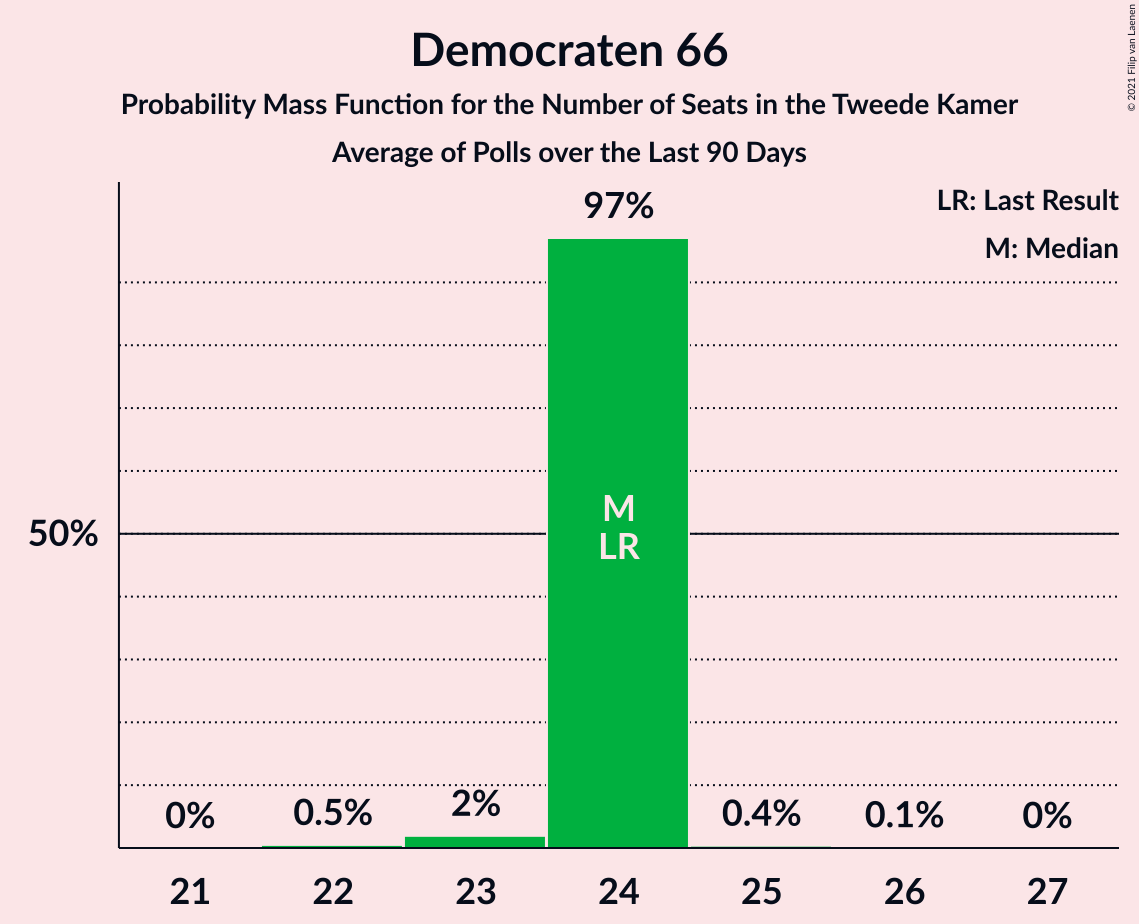 Democraten 66
Probability Mass Function for the Number of Seats in the Tweede Kamer
Average of Polls over the Last 90 Days
© 2021 Filip van Laenen
LR: Last Result
M: Median
97%
50%
M
LR
0%
0.5%
2%
0.4%
0.1%
0%
21
22
23
24
25
26
27